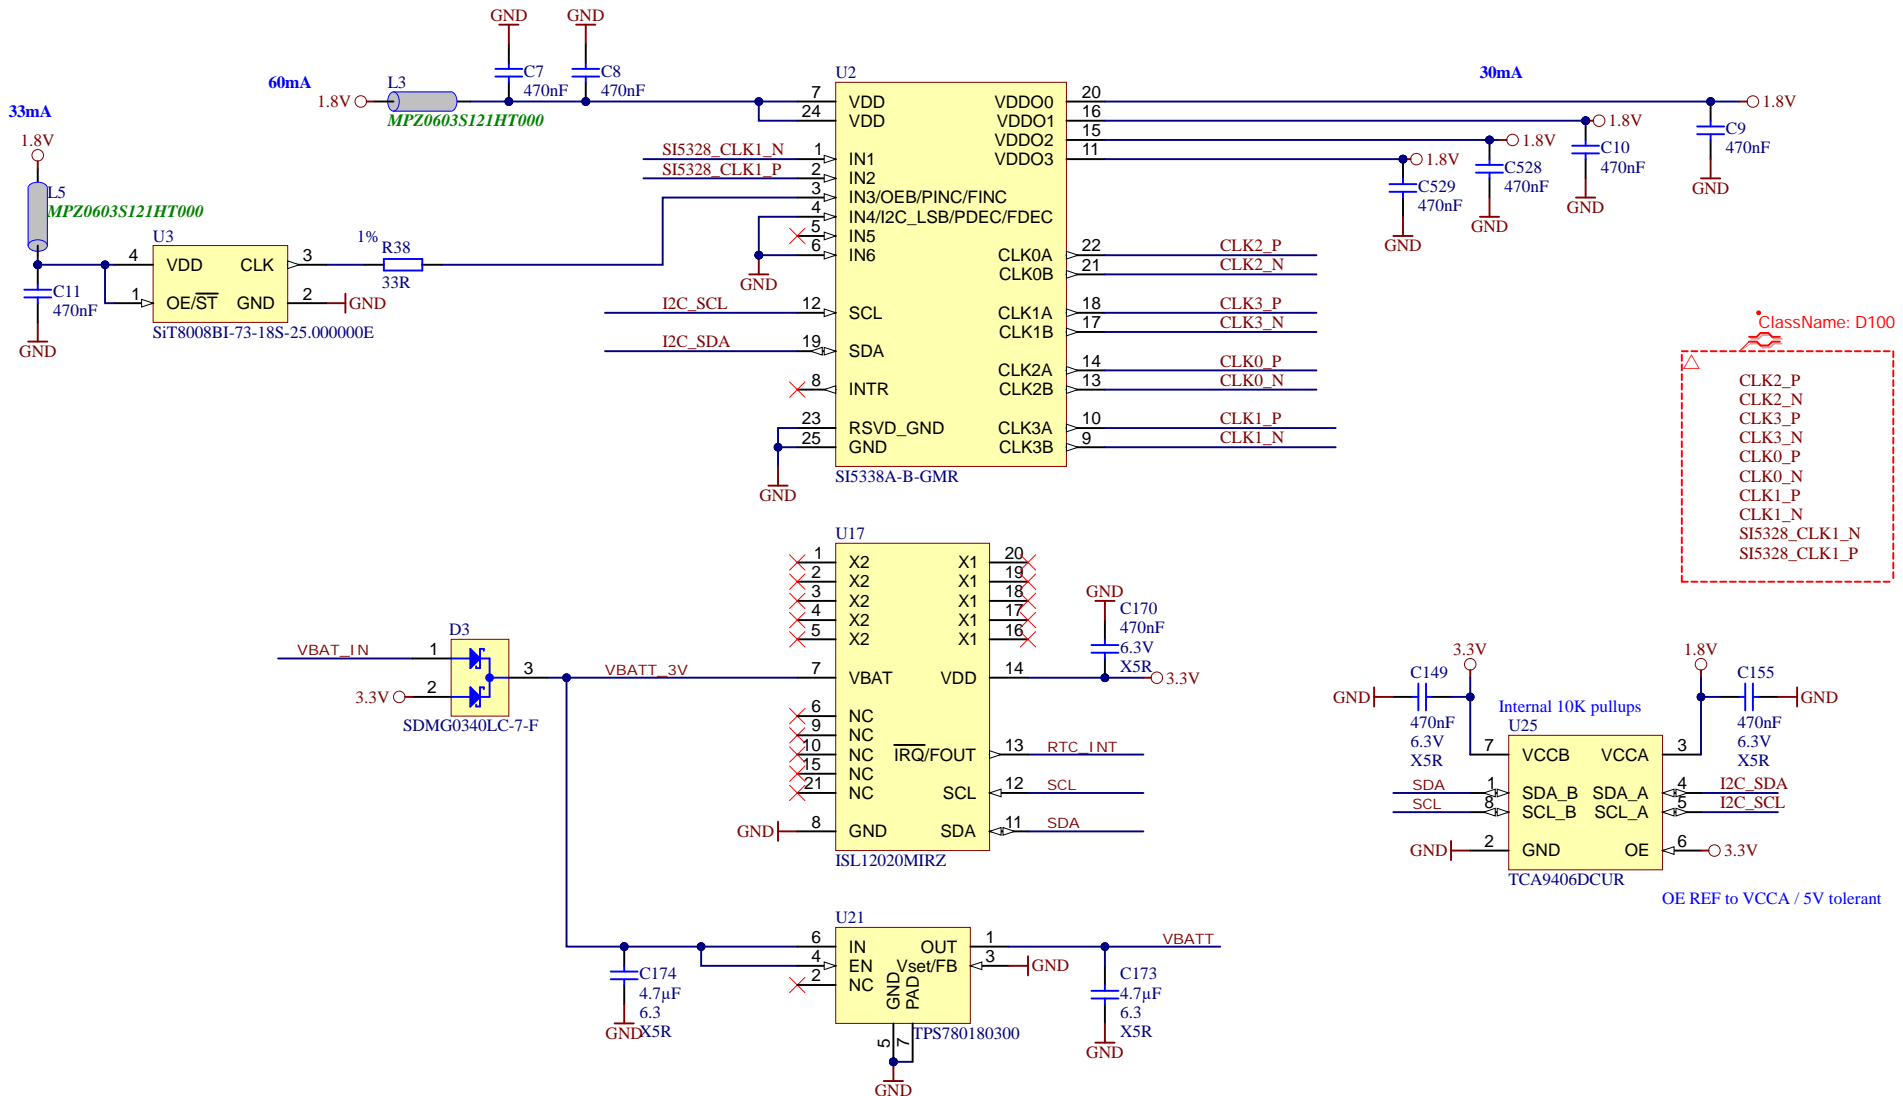 GND
GND
C7
470nF
C8
470nF
60mA
1.8V
L3
MPZ0603S121HT000
33mA
1.8V
L5
MPZ0603S121HT000
U3
4
VDD
CLK
3
1
OE/ST
GND
2
GND
SiT8008BI-73-18S-25.000000E
C11
470nF
GND
1%
R38
33R
U2
7
VDD
24
VDD
SI5328_CLK1_N
1
IN1
SI5328_CLK1_P
2
IN2
3
IN3/OEB/PINC/FINC
4
IN4/I2C_LSB/PDEC/FDEC
5
IN5
6
IN6
GND
I2C_SCL
12
SCL
I2C_SDA
19
SDA
8
INTR
23
RSVD_GND
25
GND
GND
SI5338A-B-GMR
VDDO0
20
VDDO1
16
VDDO2
15
VDDO3
11
CLK0A
22
CLK2_P
CLK0B
21
CLK2_N
CLK1A
18
CLK3_P
CLK1B
17
CLK3_N
CLK2A
14
CLK0_P
CLK2B
13
CLK0_N
CLK3A
10
CLK1_P
CLK3B
9
CLK1_N
30mA
1.8V
C9
470nF
GND
1.8V
C10
470nF
GND
1.8V
C528
470nF
GND
1.8V
C529
470nF
GND
ClassName: D100
CLK2_P
CLK2_N
CLK3_P
CLK3_N
CLK0_P
CLK0_N
CLK1_P
CLK1_N
SI5328_CLK1_N
SI5328_CLK1_P
U17
1
X2
X1
20
2
X2
X1
19
3
X2
X1
18
4
X2
X1
17
5
X2
X1
16
7
VBAT
VDD
14
6
NC
9
NC
10
NC
IRQ/FOUT
13
RTC_INT
15
NC
21
NC
SCL
12
SCL
GND
8
GND
SDA
11
SDA
ISL12020MIRZ
GND
C170
470nF
6.3V
X5R
3.3V
VBAT_IN
1
D3
3.3V
2
3
VBATT_3V
SDMG0340LC-7-F
U21
6
IN
OUT
1
VBATT
4
EN
Vset/FB
3
GND
2
NC
GND
PAD
5
7
TPS780180300
GND
C174
4.7µF
6.3
X5R
GND
C173
4.7µF
6.3
X5R
GND
3.3V
GND
C149
470nF
6.3V
X5R
1.8V
C155
GND
470nF
6.3V
X5R
Internal 10K pullups
U25
7
VCCB
VCCA
3
SDA
1
SDA_B
SDA_A
4
I2C_SDA
SCL
8
SCL_B
SCL_A
5
I2C_SCL
GND
2
GND
OE
6
3.3V
TCA9406DCUR
OE REF to VCCA / 5V tolerant